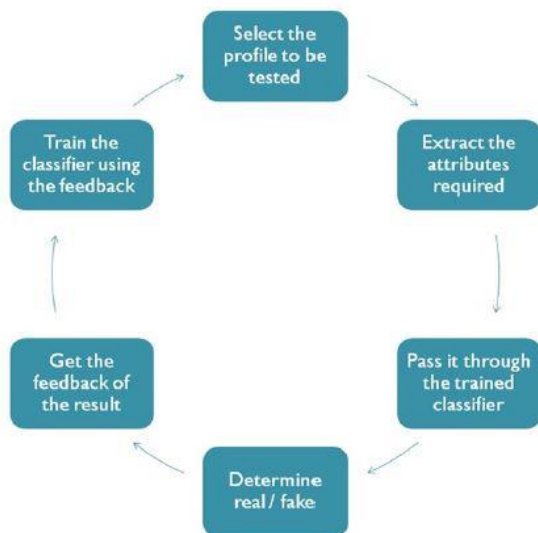 Select the
profile to be
tested
Extract the
attributes
required
Pass it through
the trained
classifier
Determine
real / fake
Get the
feedback of
the result
Train the
classifier using
the feedback